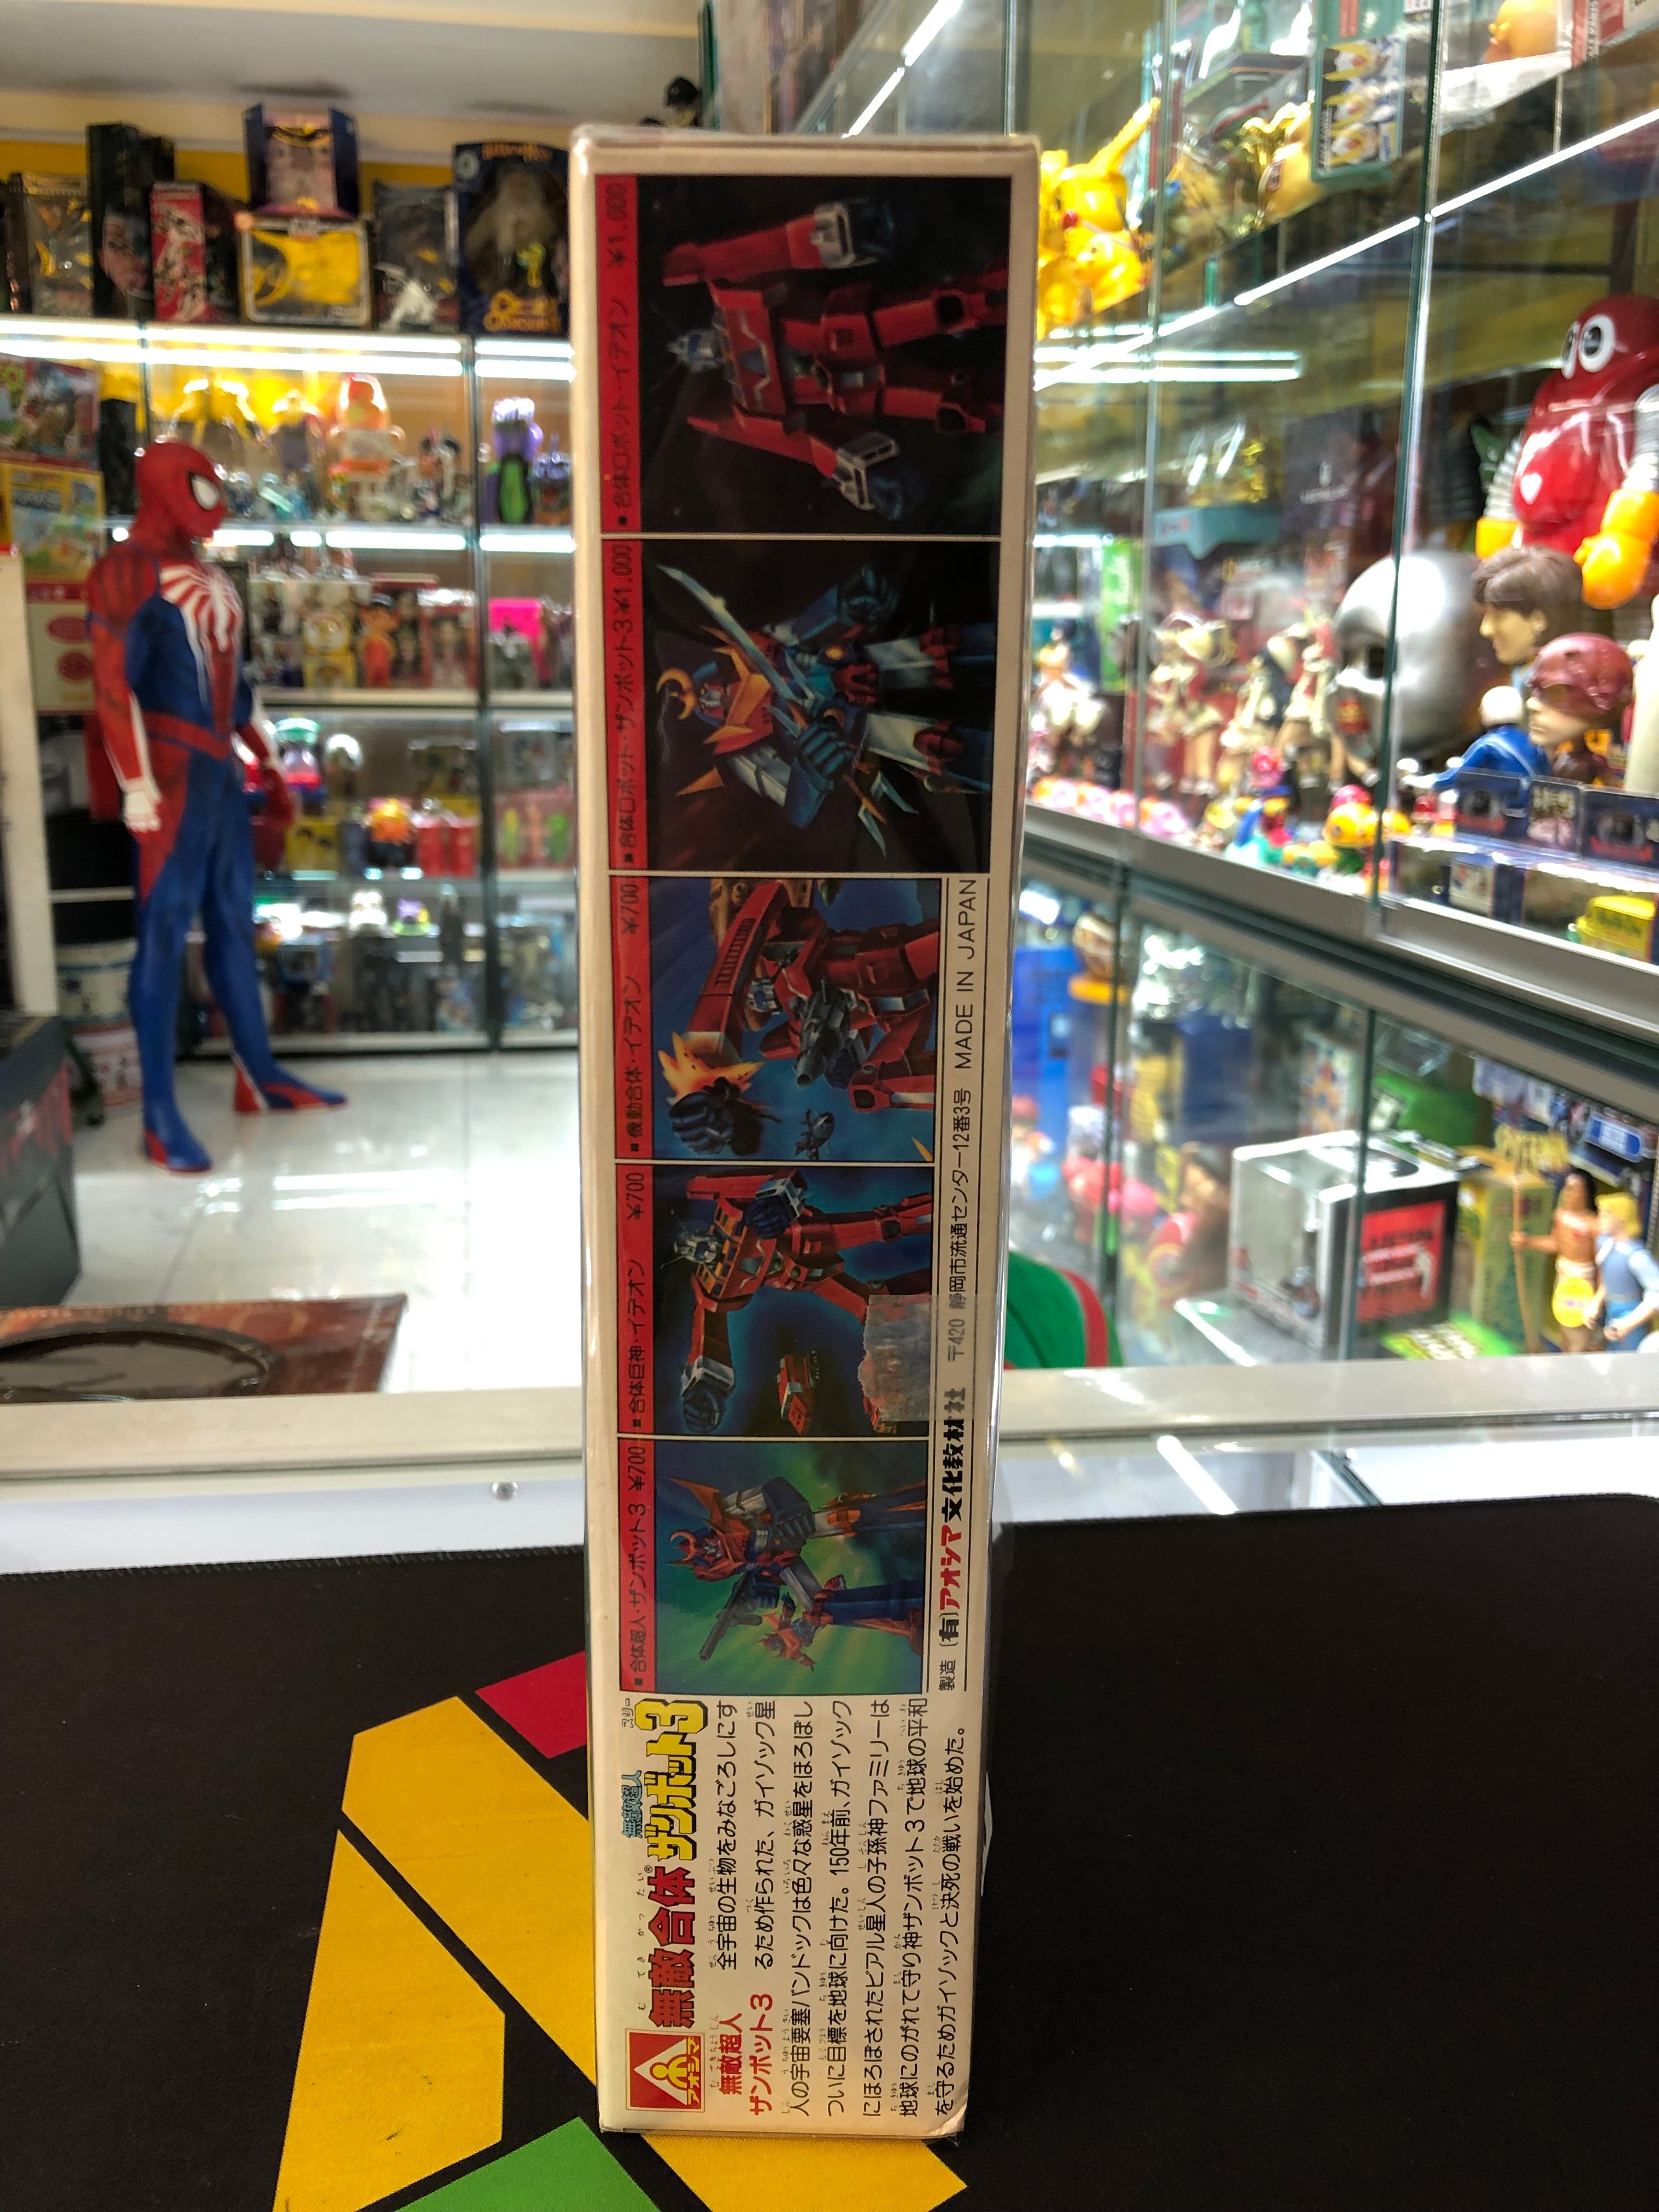 アオシマ
無敵合体®
無敵超人
ザンボット3
無敵超人
ザンボット3
全宇宙の生物をみなごろしにす
るため作られた、ガイゾック星
人の宇宙要塞バンドックは色々な惑星をほろぼし
ついに目標を地球に向けた。150年前、ガイゾック
にほろぼされたビアル星人の子孫神ファミリーは
地球にのがれて守り神ザンボット3で地球の平和
を守るためガイゾックと決死の戦いを始めた。
■合体超人・ザンボット3 ¥700
■合体巨神・イデオン ¥700
■機動合体・イデオン ¥700
■合体ロボット・ザンボット3 ¥1,000
■合体ロボット・イデオン ¥1,000
製造 (有)アオシマ文化教材社 〒420 静岡市流通センター12番3号 MADE IN JAPAN